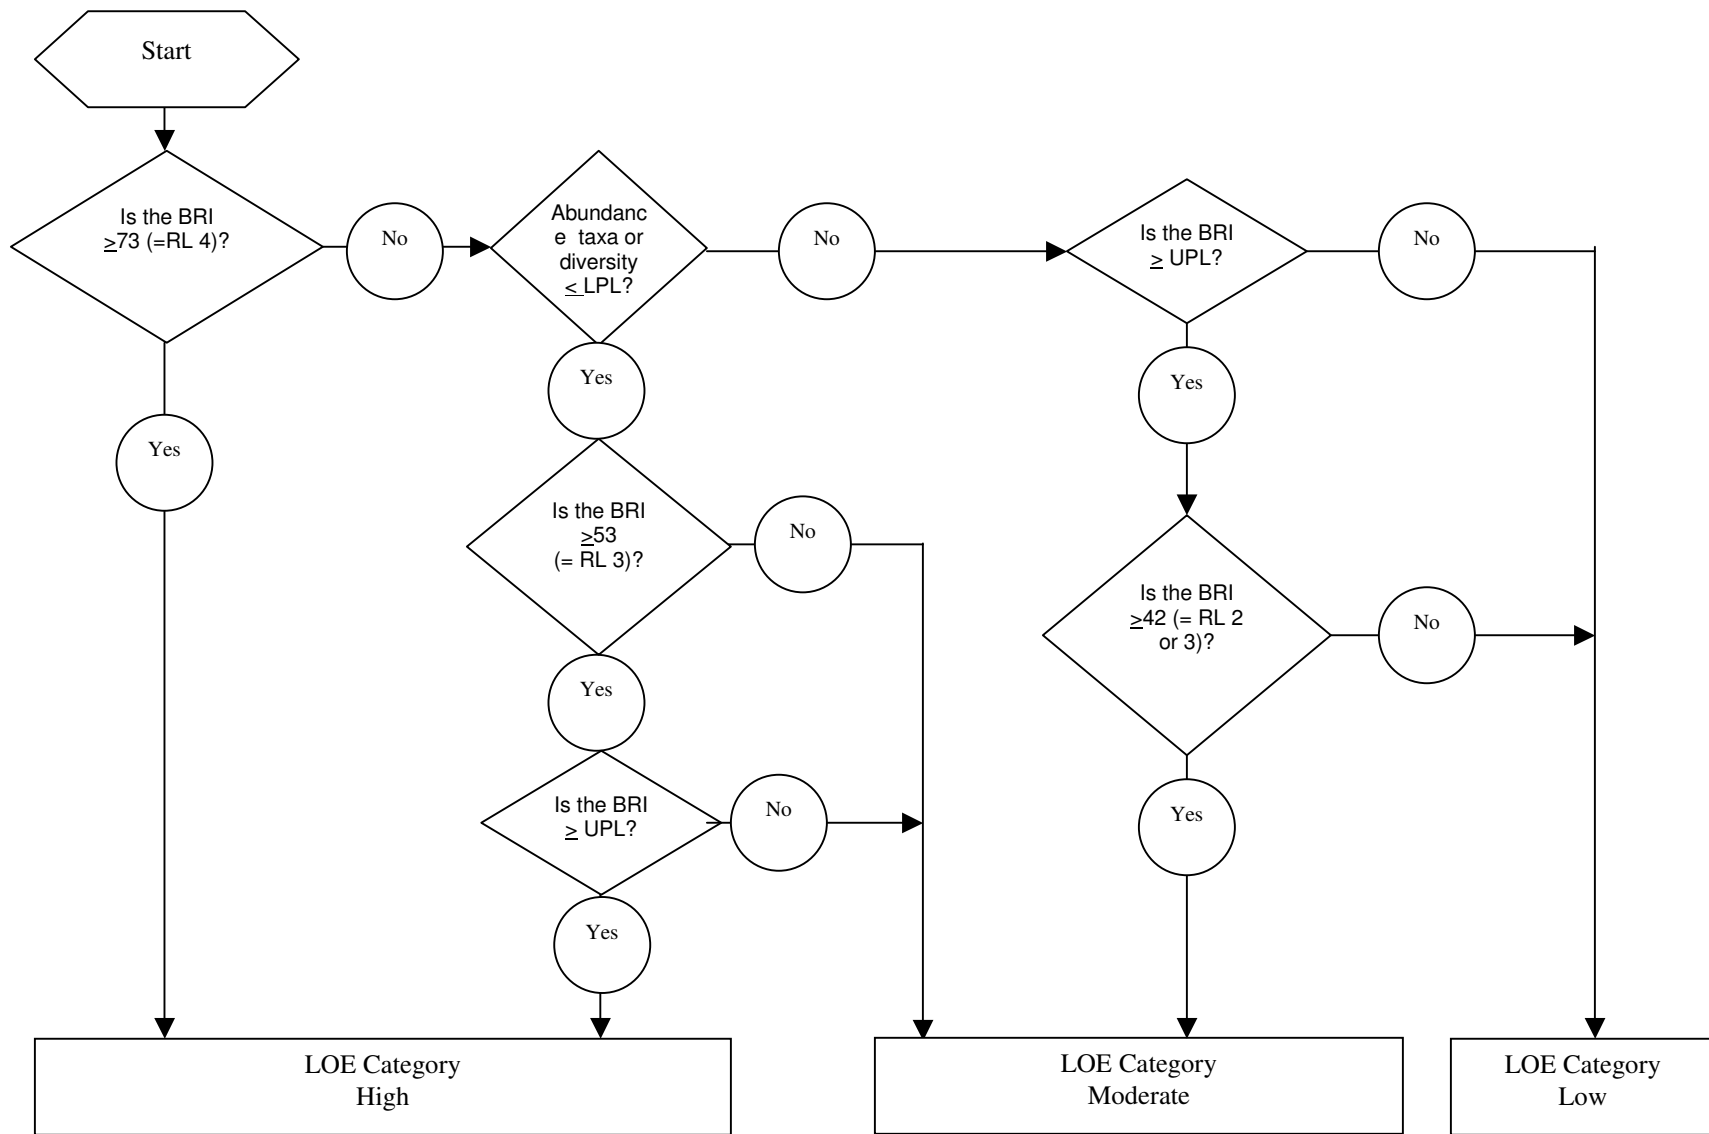 Start
Is the BRI
≥73 (=RL 4)?
No
Abundanc
e taxa or
diversity
≤ LPL?
No
Is the BRI
≥ UPL?
No
Yes
Yes
Yes
Is the BRI
≥53
(= RL 3)?
No
Is the BRI
≥42 (= RL 2
or 3)?
No
Yes
Is the BRI
≥ UPL?
No
Yes
Yes
LOE Category
High
LOE Category
Moderate
LOE Category
Low